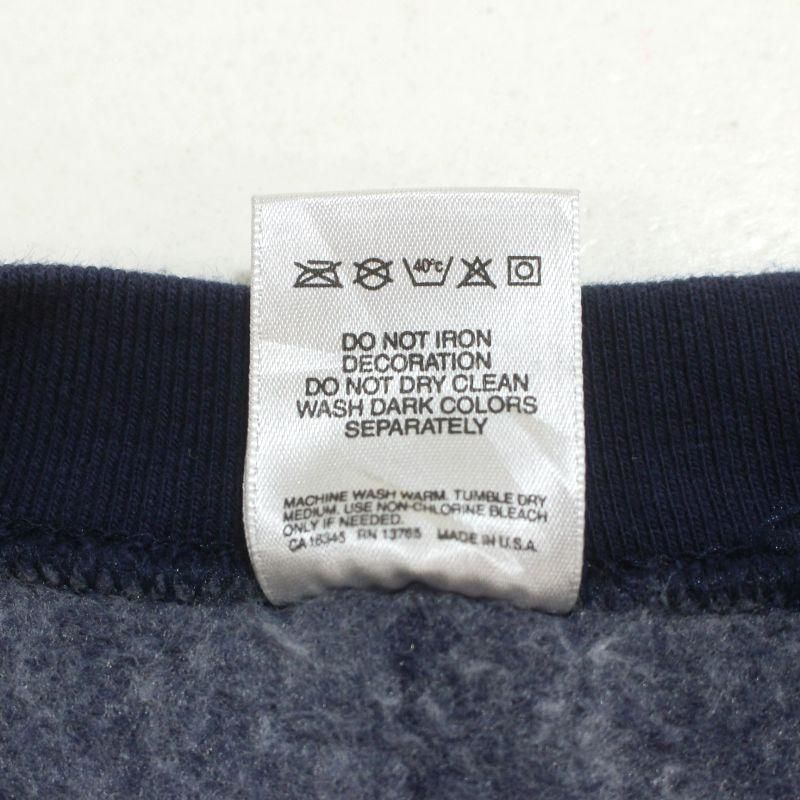 40°C
DO NOT IRON
DECORATION
DO NOT DRY CLEAN
WASH DARK COLORS
SEPARATELY
MACHINE WASH WARM. TUMBLE DRY
MEDIUM. USE NON-CHLORINE BLEACH
ONLY IF NEEDED.
CA 16345 RN 13765 MADE IN U.S.A.